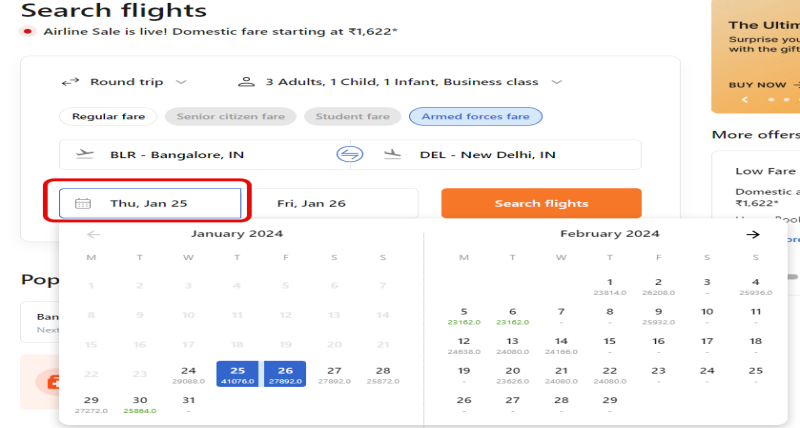 Search flights
Airline Sale is live! Domestic fare starting at ₹1,622*
Round trip
3 Adults, 1 Child, 1 Infant, Business class
Regular fare
Senior citizen fare
Student fare
Armed forces fare
BLR - Bangalore, IN
DEL - New Delhi, IN
Thu, Jan 25
Fri, Jan 26
Search flights
January 2024
M T W T F S S
1 2 3 4 5 6 7
8 9 10 11 12 13 14
15 16 17 18 19 20 21
22 23 24 25 26 27 28
29088.0 41076.0 27892.0 27892.0 25872.0
29 30 31
27272.0 25864.0 -
February 2024
M T W T F S S
1 2 3 4
23814.0 26208.0 - 25936.0
5 6 7 8 9 10 11
23162.0 23162.0 - - 25932.0 - -
12 13 14 15 16 17 18
24638.0 24080.0 24166.0 - - - -
19 20 21 22 23 24 25
- 23626.0 24080.0 24080.0 - - -
26 27 28 29
- - - -
Pop
Ban
Next
The Ultim
Surprise you
with the gift
BUY NOW
More offers
Low Fare
Domestic a
₹1,622*